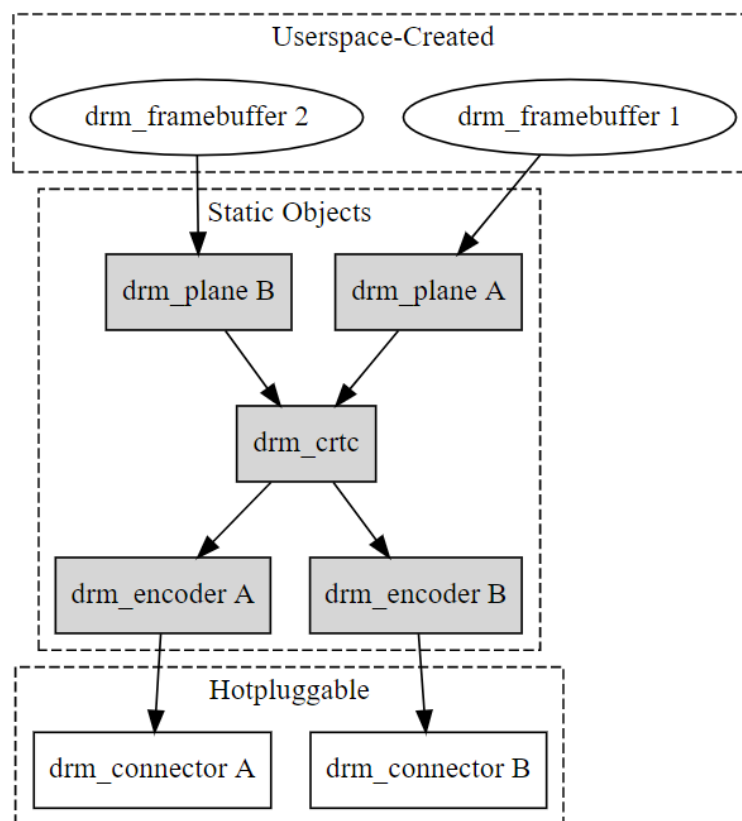 Userspace-Created
drm_framebuffer 2
drm_framebuffer 1
Static Objects
drm_plane B
drm_plane A
drm_crtc
drm_encoder A
drm_encoder B
Hotpluggable
drm_connector A
drm_connector B